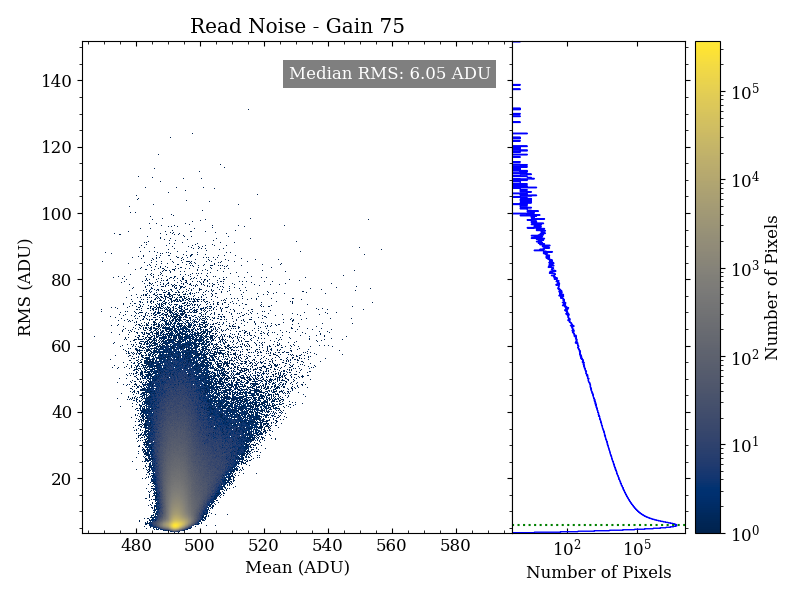 Read Noise - Gain 75
Median RMS: 6.05 ADU
RMS (ADU)
140
120
100
80
60
40
20
480 500 520 540 560 580
Mean (ADU)
10^2 10^5
Number of Pixels
10^5
10^4
10^3
10^2
10^1
10^0
Number of Pixels